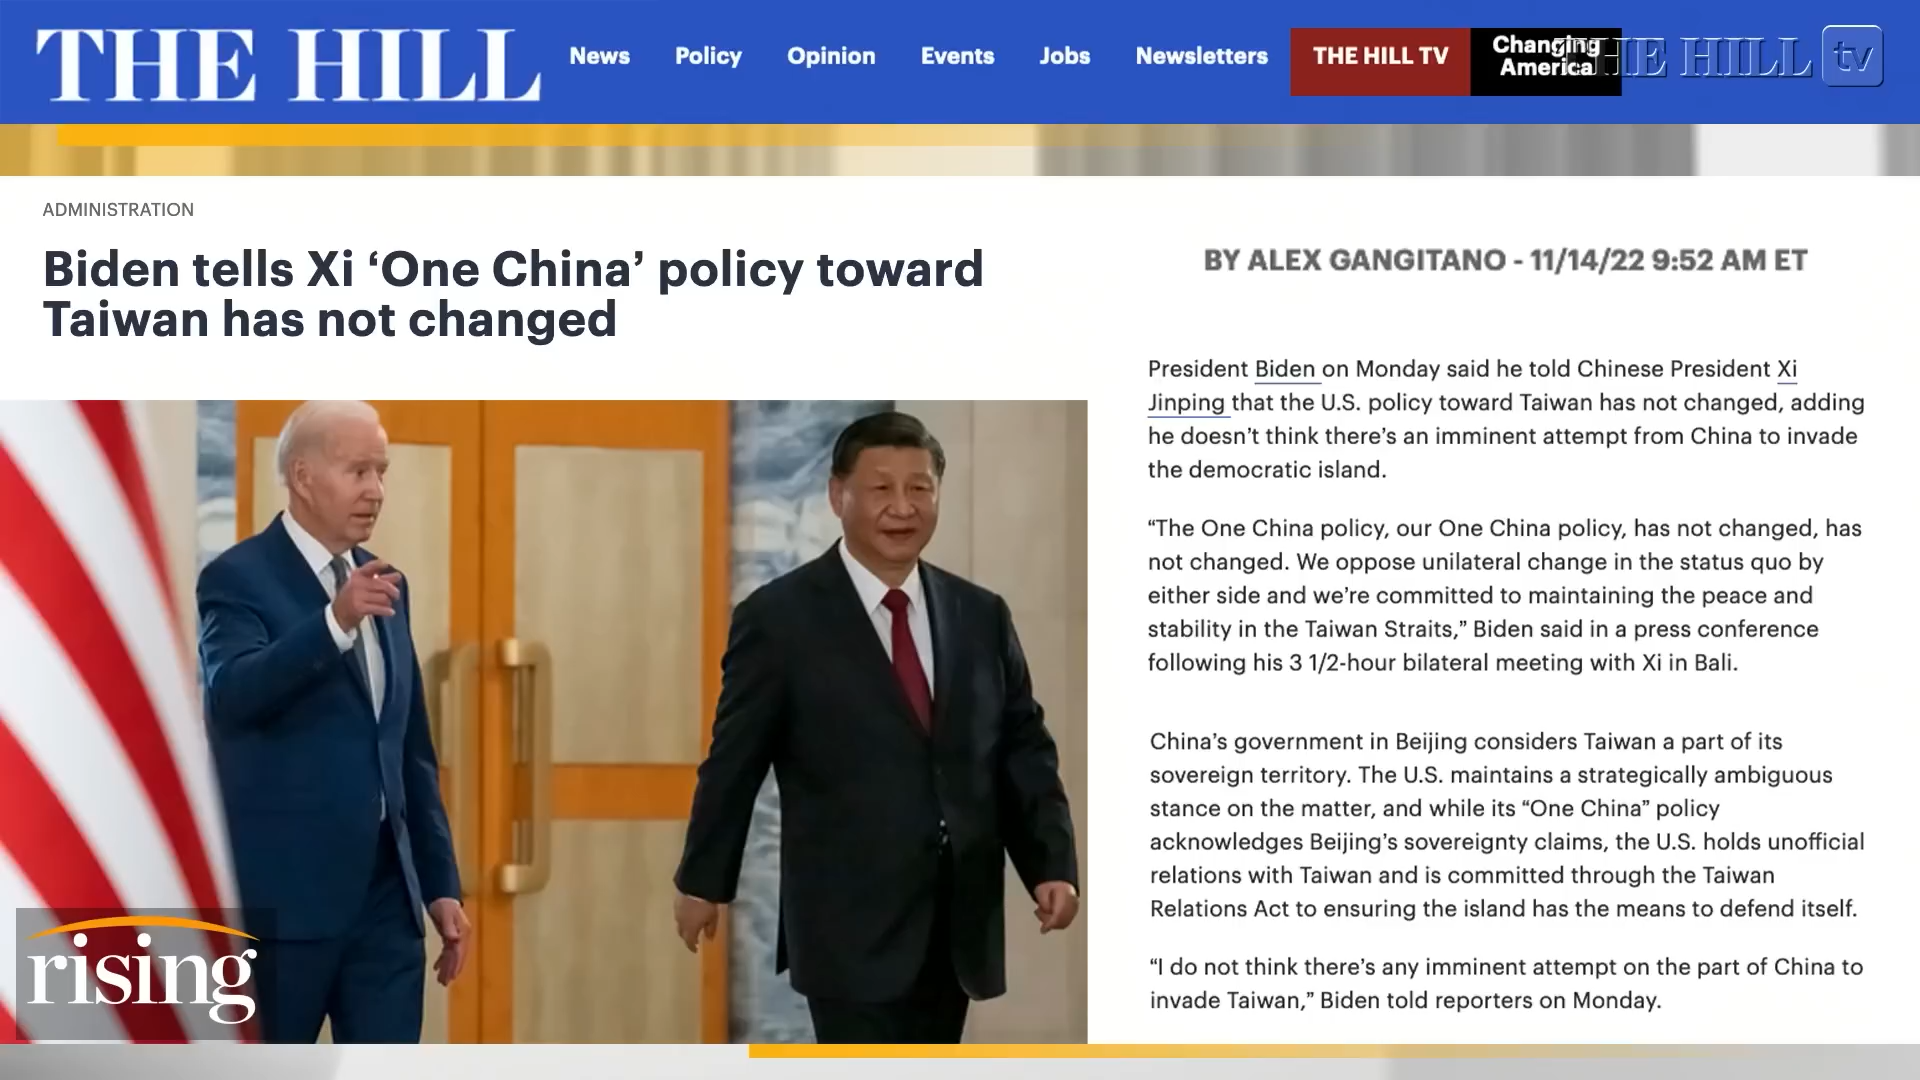 THE HILL
News Policy Opinion Events Jobs Newsletters THE HILL TV
Changing
America
THE HILL tv
ADMINISTRATION
Biden tells Xi ‘One China’ policy toward
Taiwan has not changed
BY ALEX GANGITANO - 11/14/22 9:52 AM ET
President Biden on Monday said he told Chinese President Xi
Jinping that the U.S. policy toward Taiwan has not changed, adding
he doesn’t think there’s an imminent attempt from China to invade
the democratic island.
“The One China policy, our One China policy, has not changed, has
not changed. We oppose unilateral change in the status quo by
either side and we’re committed to maintaining the peace and
stability in the Taiwan Straits,” Biden said in a press conference
following his 3 1/2-hour bilateral meeting with Xi in Bali.
China’s government in Beijing considers Taiwan a part of its
sovereign territory. The U.S. maintains a strategically ambiguous
stance on the matter, and while its “One China” policy
acknowledges Beijing’s sovereignty claims, the U.S. holds unofficial
relations with Taiwan and is committed through the Taiwan
Relations Act to ensuring the island has the means to defend itself.
“I do not think there’s any imminent attempt on the part of China to
invade Taiwan,” Biden told reporters on Monday.
rising